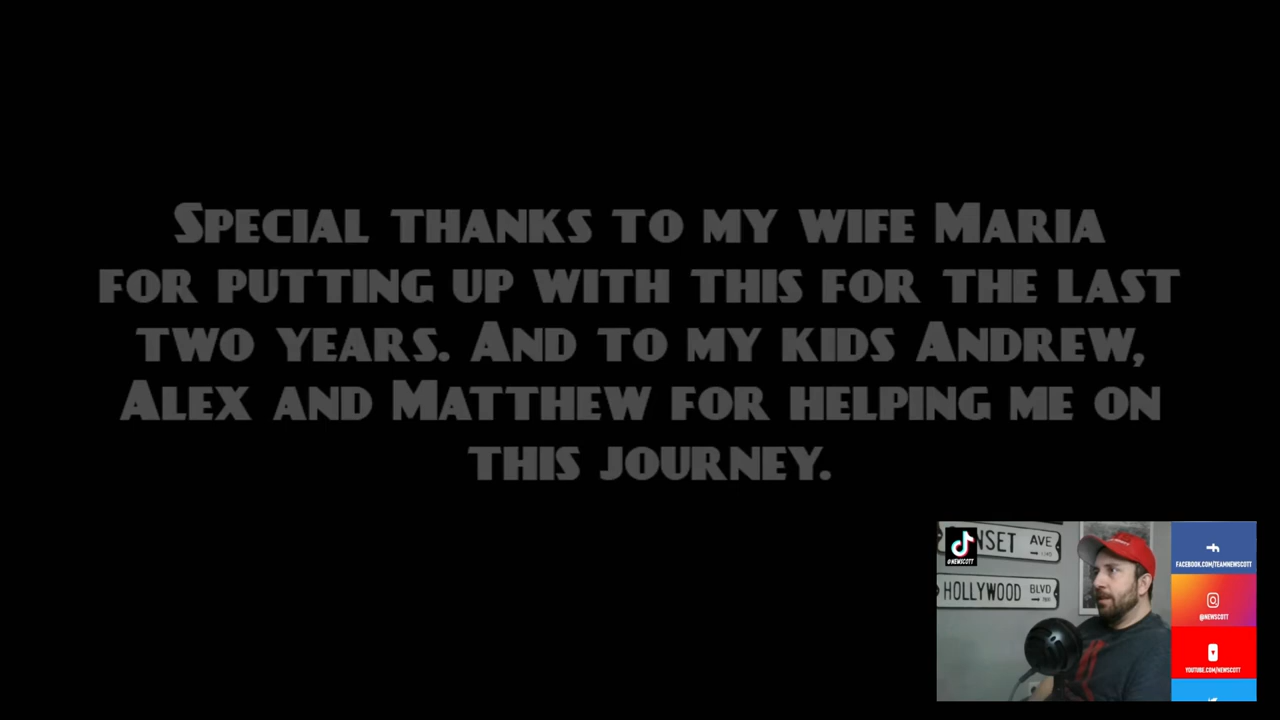 Special thanks to my wife Maria
for putting up with this for the last
two years. And to my kids Andrew,
Alex and Matthew for helping me on
this journey.
@NEWSCOTT
NSET AVE
HOLLYWOOD BLVD
FACEBOOK.COM/TEAMNEWSCOTT
@NEWSCOTT
YOUTUBE.COM/NEWSCOTT